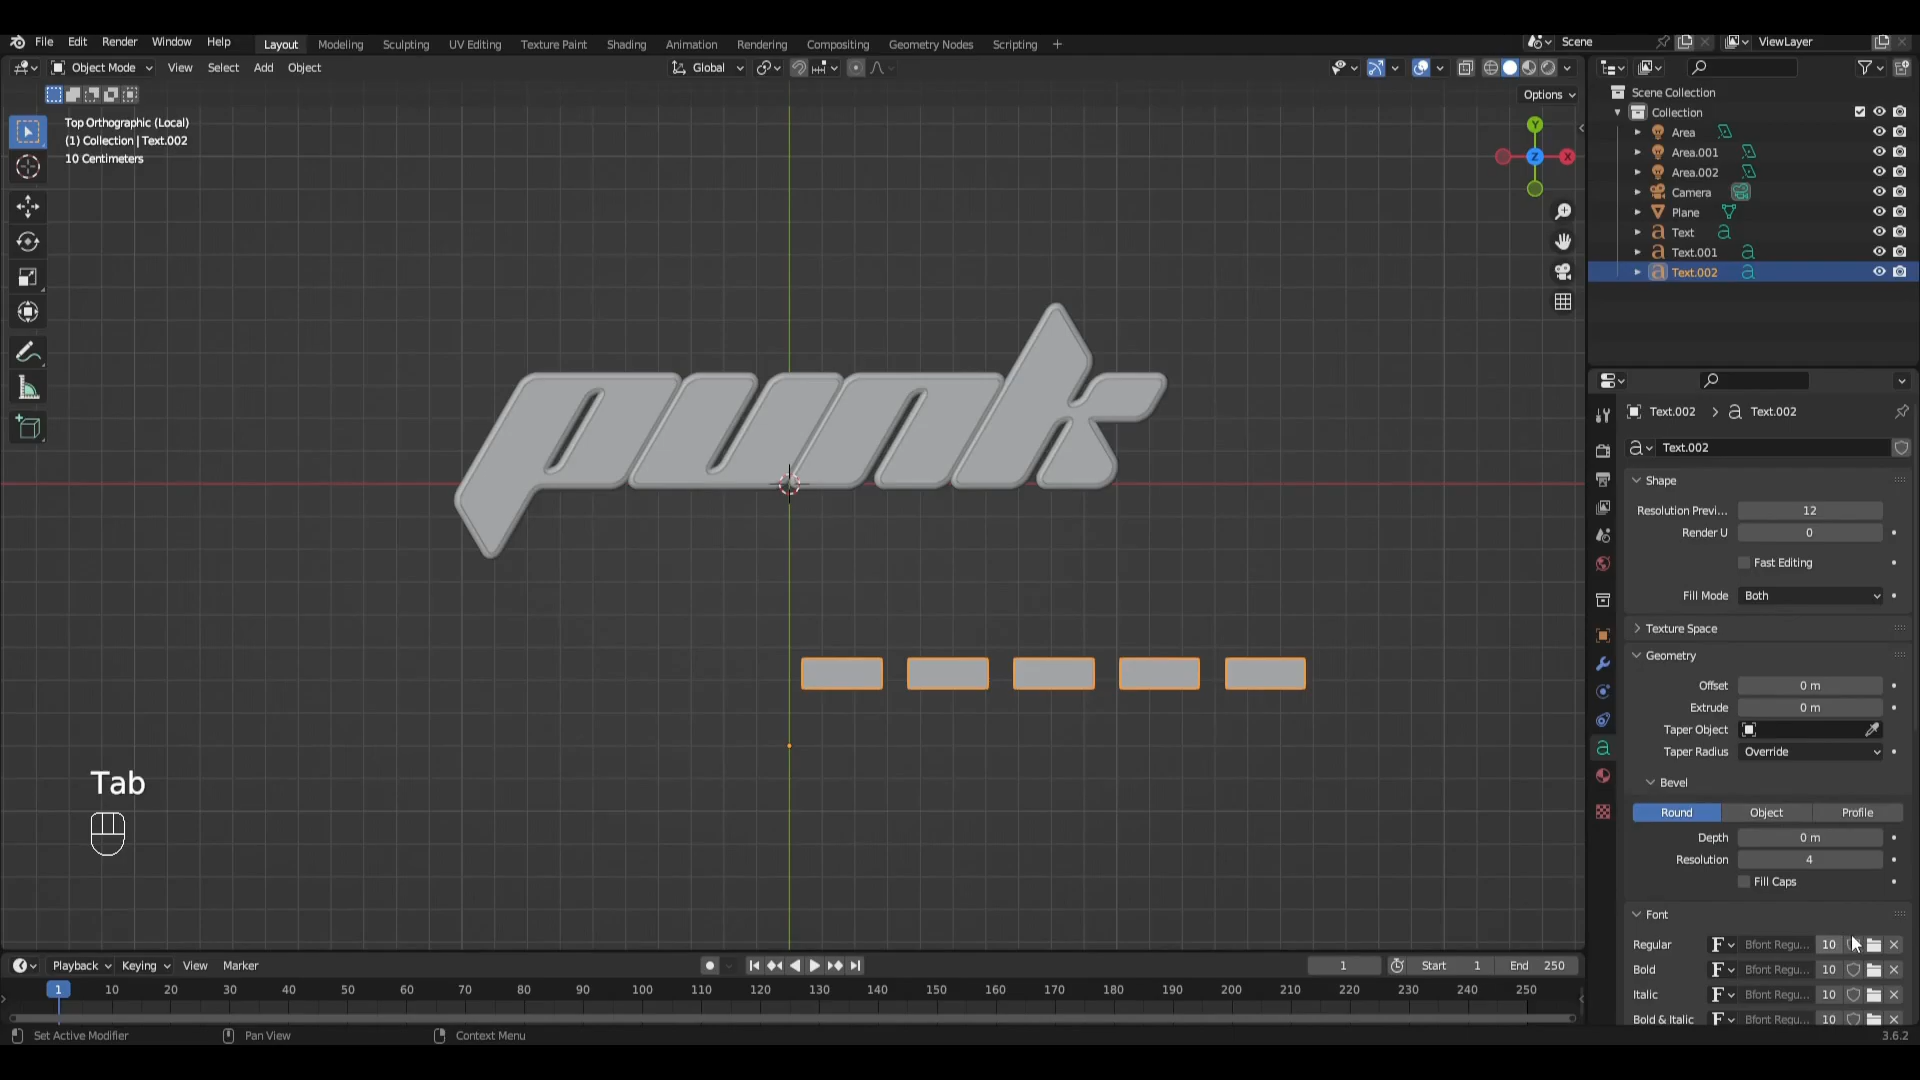 File Edit Render Window Help
Layout Modeling Sculpting UV Editing Texture Paint Shading Animation Rendering Compositing Geometry Nodes Scripting +
Scene
ViewLayer
Object Mode View Select Add Object
Global
Options
Top Orthographic (Local)
(1) Collection | Text.002
10 Centimeters
Y
Z
X
punk
Tab
Scene Collection
Collection
Area
Area.001
Area.002
Camera
Plane
Text
Text.001
Text.002
Text.002 > Text.002
Text.002
Shape
Resolution Previ... 12
Render U 0
Fast Editing
Fill Mode Both
Texture Space
Geometry
Offset 0 m
Extrude 0 m
Taper Object
Taper Radius Override
Bevel
Round Object Profile
Depth 0 m
Resolution 4
Fill Caps
Font
Regular Bfont Regu... 10
Bold Bfont Regu... 10
Italic Bfont Regu... 10
Bold & Italic Bfont Regu... 10
Playback Keying View Marker
1 Start 1 End 250
1 10 20 30 40 50 60 70 80 90 100 110 120 130 140 150 160 170 180 190 200 210 220 230 240 250
Set Active Modifier Pan View Context Menu 3.6.2